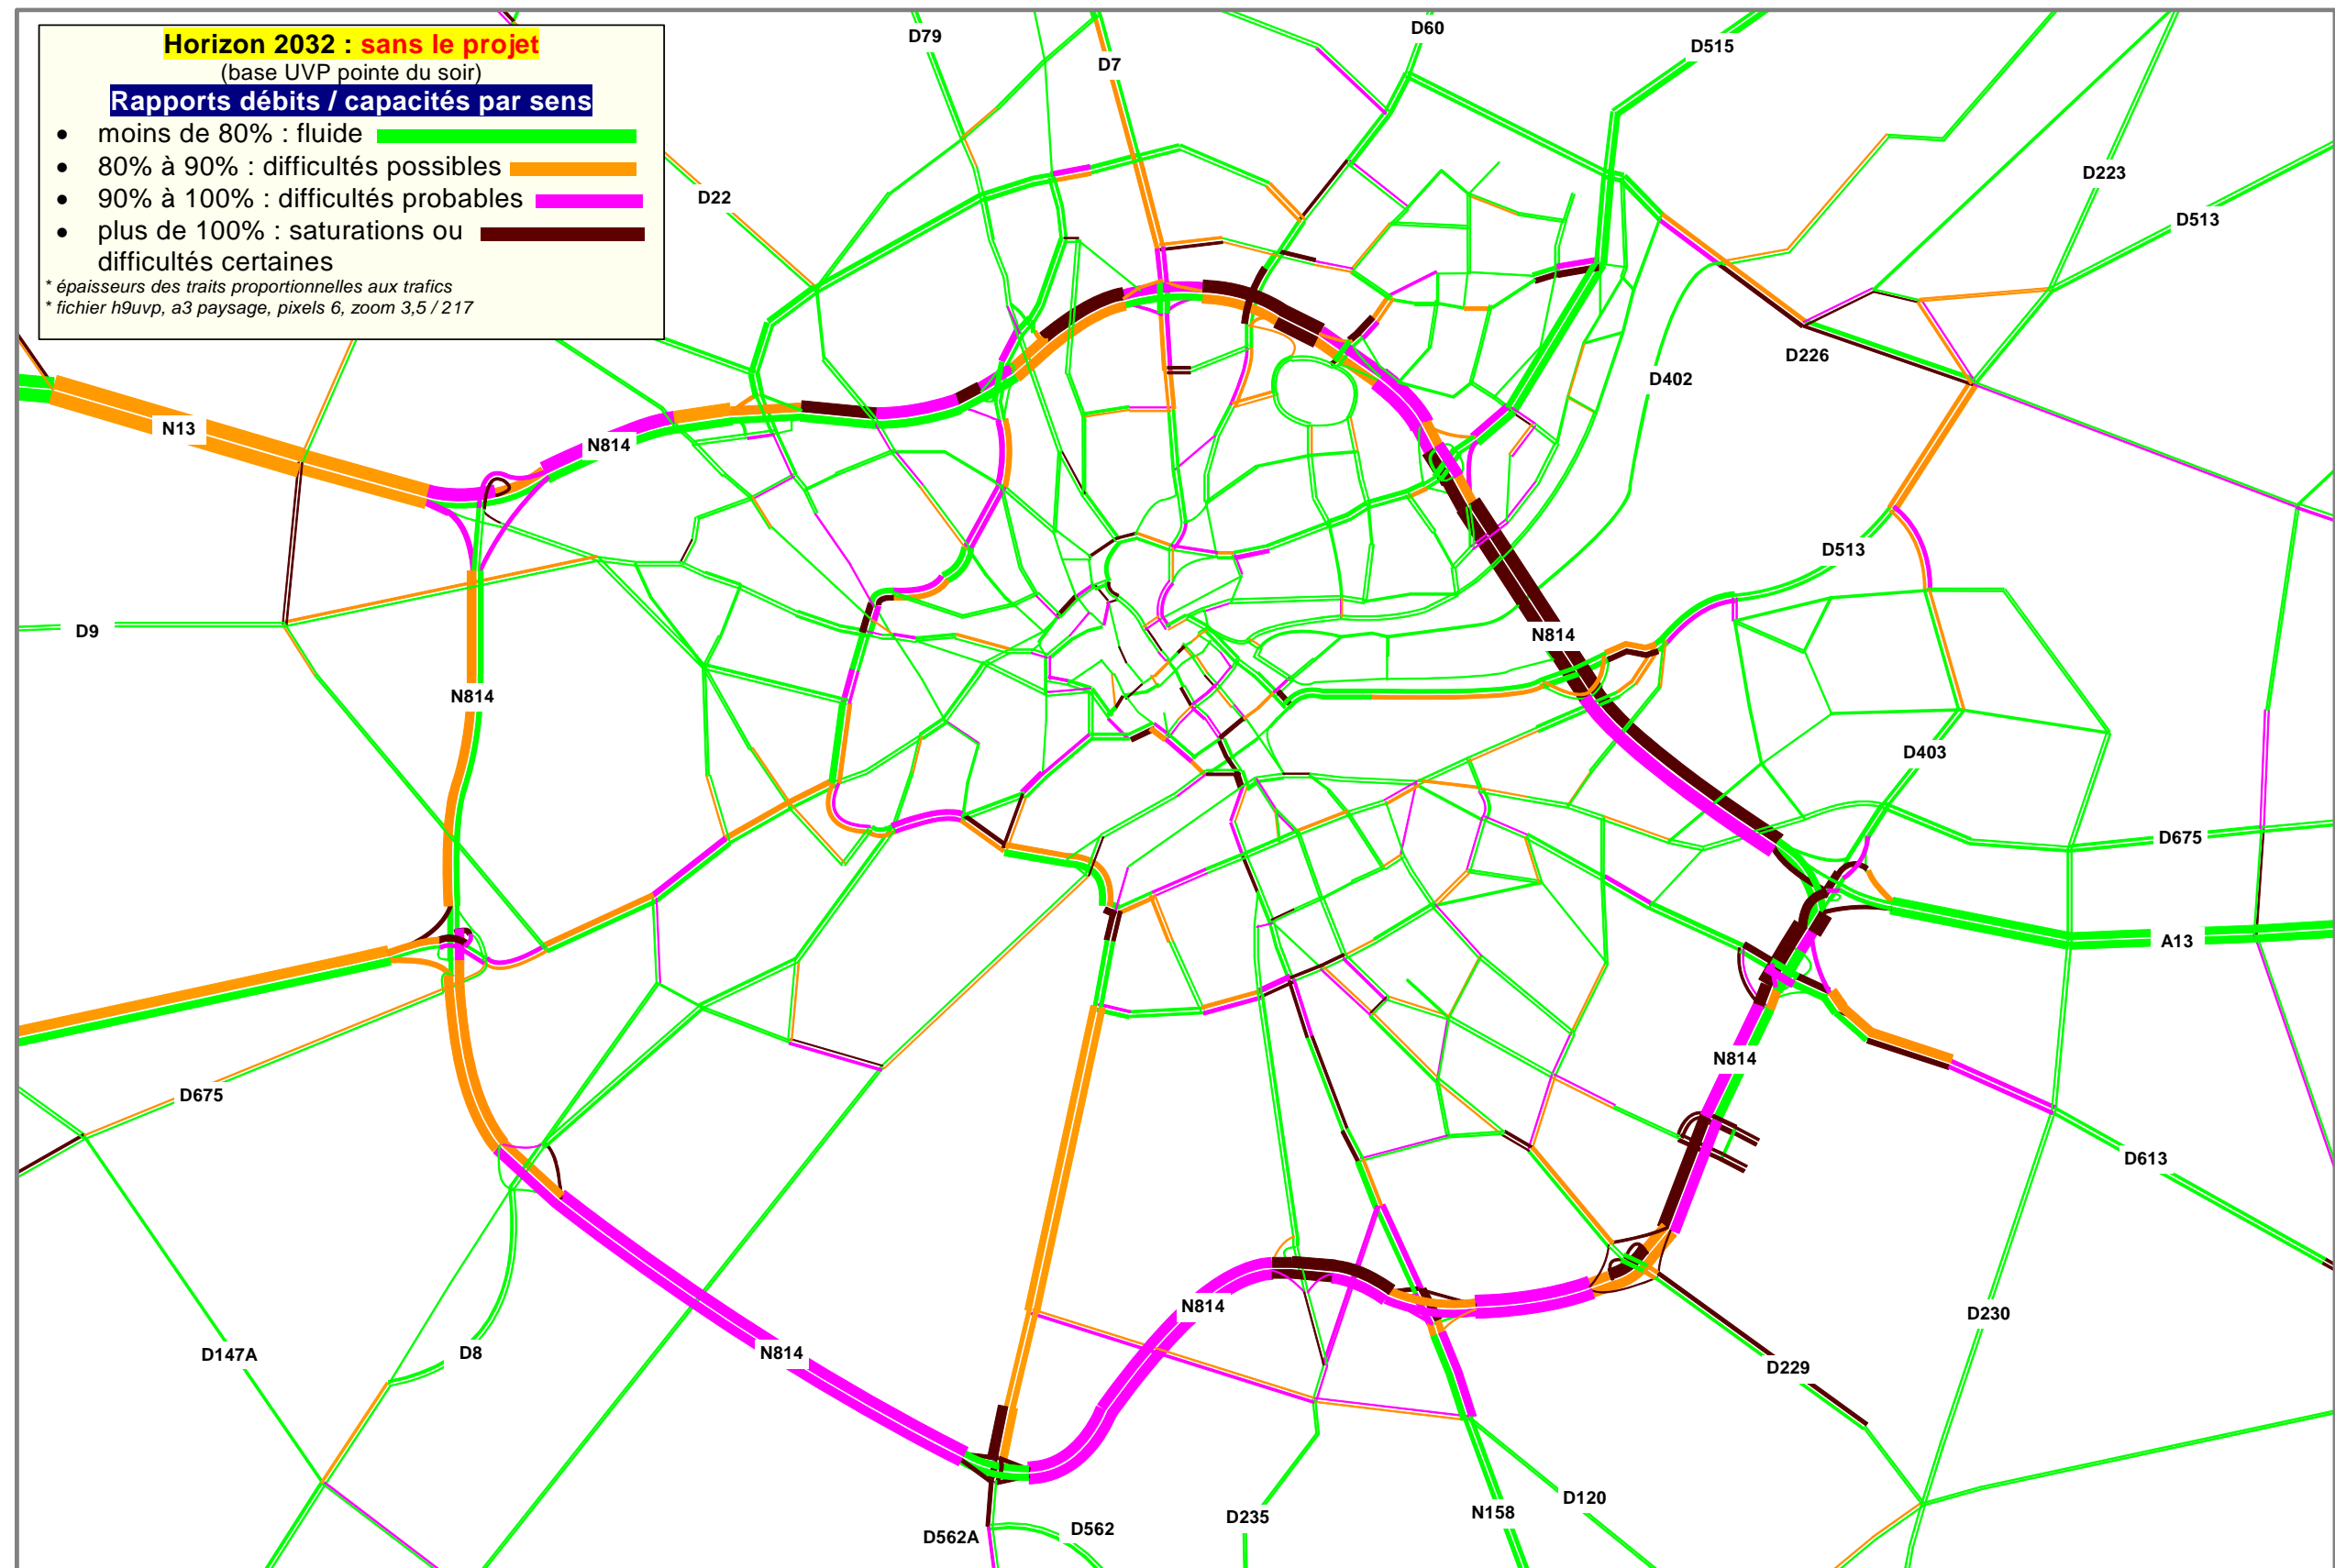 Horizon 2032 : sans le projet
(base UVP pointe du soir)
Rapports débits / capacités par sens
• moins de 80% : fluide
• 80% à 90% : difficultés possibles
• 90% à 100% : difficultés probables
• plus de 100% : saturations ou
difficultés certaines
* épaisseurs des traits proportionnelles aux trafics
* fichier h9uvp, a3 paysage, pixels 6, zoom 3,5 / 217
D79
D7
D60
D515
D22
D223
D513
D226
D402
N13
N814
D513
D9
N814
N814
D403
D675
A13
N814
D675
D613
D230
N814
D147A
D8
N814
D229
D120
N158
D235
D562
D562A